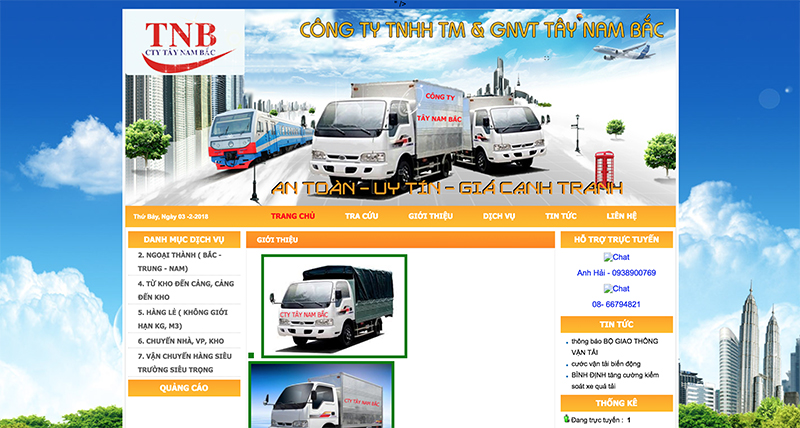 " />
TNB
CTY TÂY NAM BẮC
CÔNG TY TNHH TM & GNVT TÂY NAM BẮC
CÔNG TY
TÂY NAM BẮC
AN TOÀN - UY TÍN - GIÁ CẠNH TRANH
Thứ Bảy, Ngày 03 -2-2018
TRANG CHỦ
TRA CỨU
GIỚI THIỆU
DỊCH VỤ
TIN TỨC
LIÊN HỆ
DANH MỤC DỊCH VỤ
2. NGOẠI THÀNH ( BẮC -
TRUNG - NAM)
4. TỪ KHO ĐẾN CẢNG, CẢNG
ĐẾN KHO
5. HÀNG LẺ ( KHÔNG GIỚI
HẠN KG, M3)
6. CHUYỂN NHÀ, VP, KHO
7. VẬN CHUYỂN HÀNG SIÊU
TRƯỜNG SIÊU TRỌNG
QUẢNG CÁO
GIỚI THIỆU
CTY TÂY NAM BẮC
CTY TÂY NAM BẮC
HỖ TRỢ TRỰC TUYẾN
Chat
Anh Hải - 0938900769
Chat
08- 66794821
TIN TỨC
thông báo BỘ GIAO THÔNG
VẬN TẢI
cước vận tải biển động
BÌNH ĐỊNH tăng cường kiểm
soát xe quá tải
THỐNG KÊ
Đang trực tuyến : 1